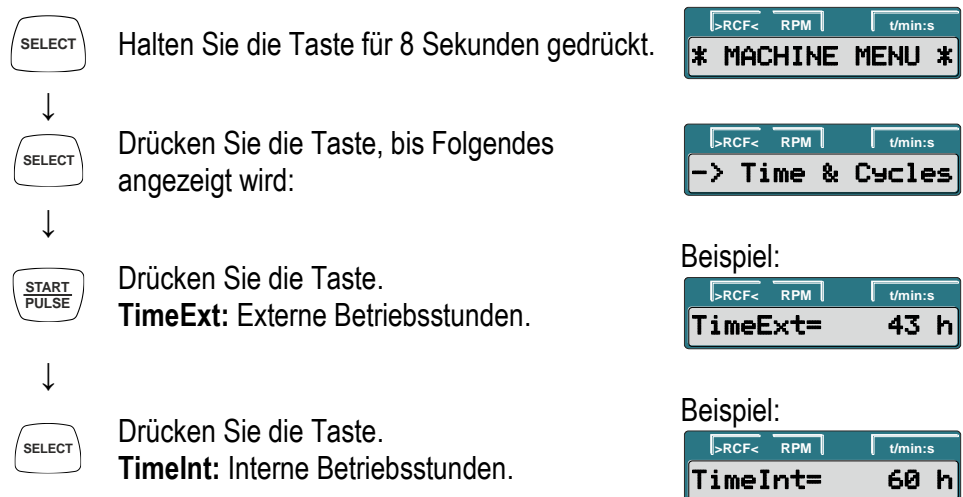 SELECT
Halten Sie die Taste für 8 Sekunden gedrückt.
>RCF< RPM t/min:s
* MACHINE MENU *
↓
SELECT
Drücken Sie die Taste, bis Folgendes
angezeigt wird:
>RCF< RPM t/min:s
-> Time & Cycles
↓
START
PULSE
Drücken Sie die Taste.
TimeExt: Externe Betriebsstunden.
Beispiel:
>RCF< RPM t/min:s
TimeExt= 43 h
↓
SELECT
Drücken Sie die Taste.
TimeInt: Interne Betriebsstunden.
Beispiel:
>RCF< RPM t/min:s
TimeInt= 60 h